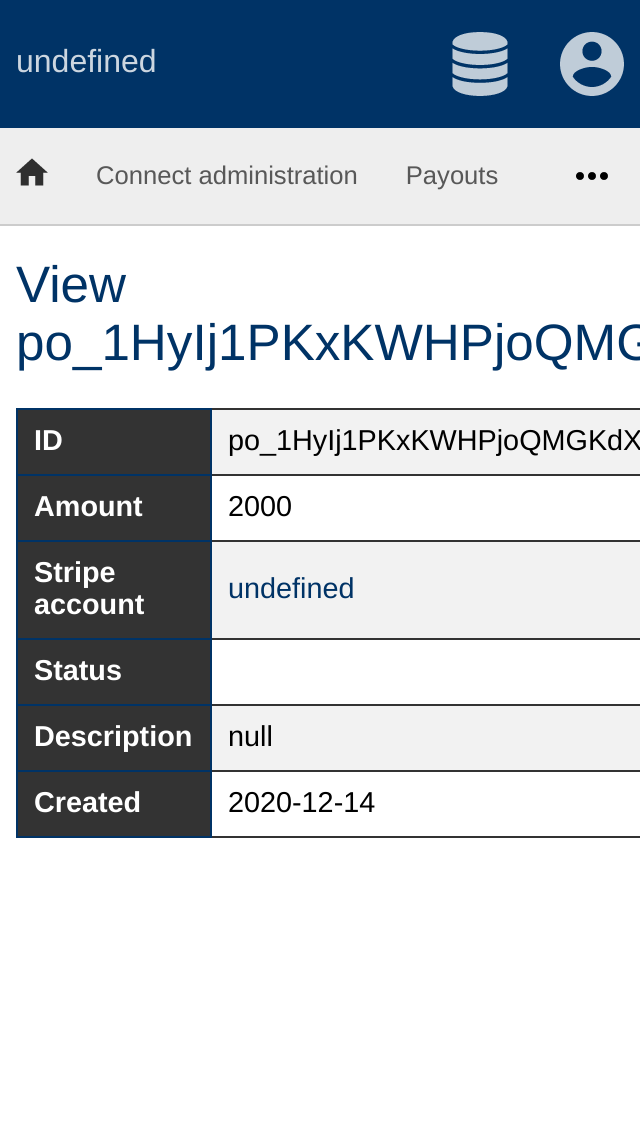 undefined
Connect administration Payouts
View
po_1HyIj1PKxKWHPjoQMG
ID po_1HyIj1PKxKWHPjoQMGKdX
Amount 2000
Stripe
account
undefined
Status
Description null
Created 2020-12-14